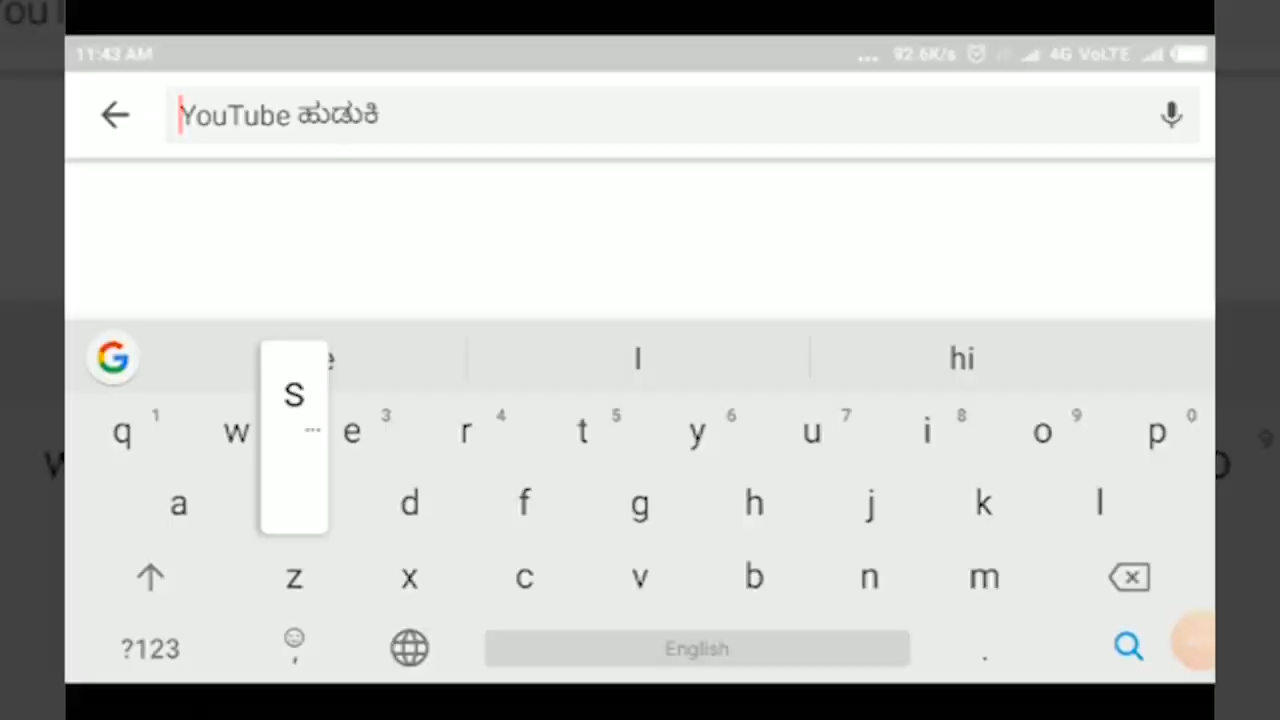 11:43 AM ... 92.6K/s 4G VoLTE
YouTube ಹುಡುಕಿ
I hi
S
q 1 w e 3 r 4 t 5 y 6 u 7 i 8 o 9 p 0
a d f g h j k l
z x c v b n m
?123 , English .